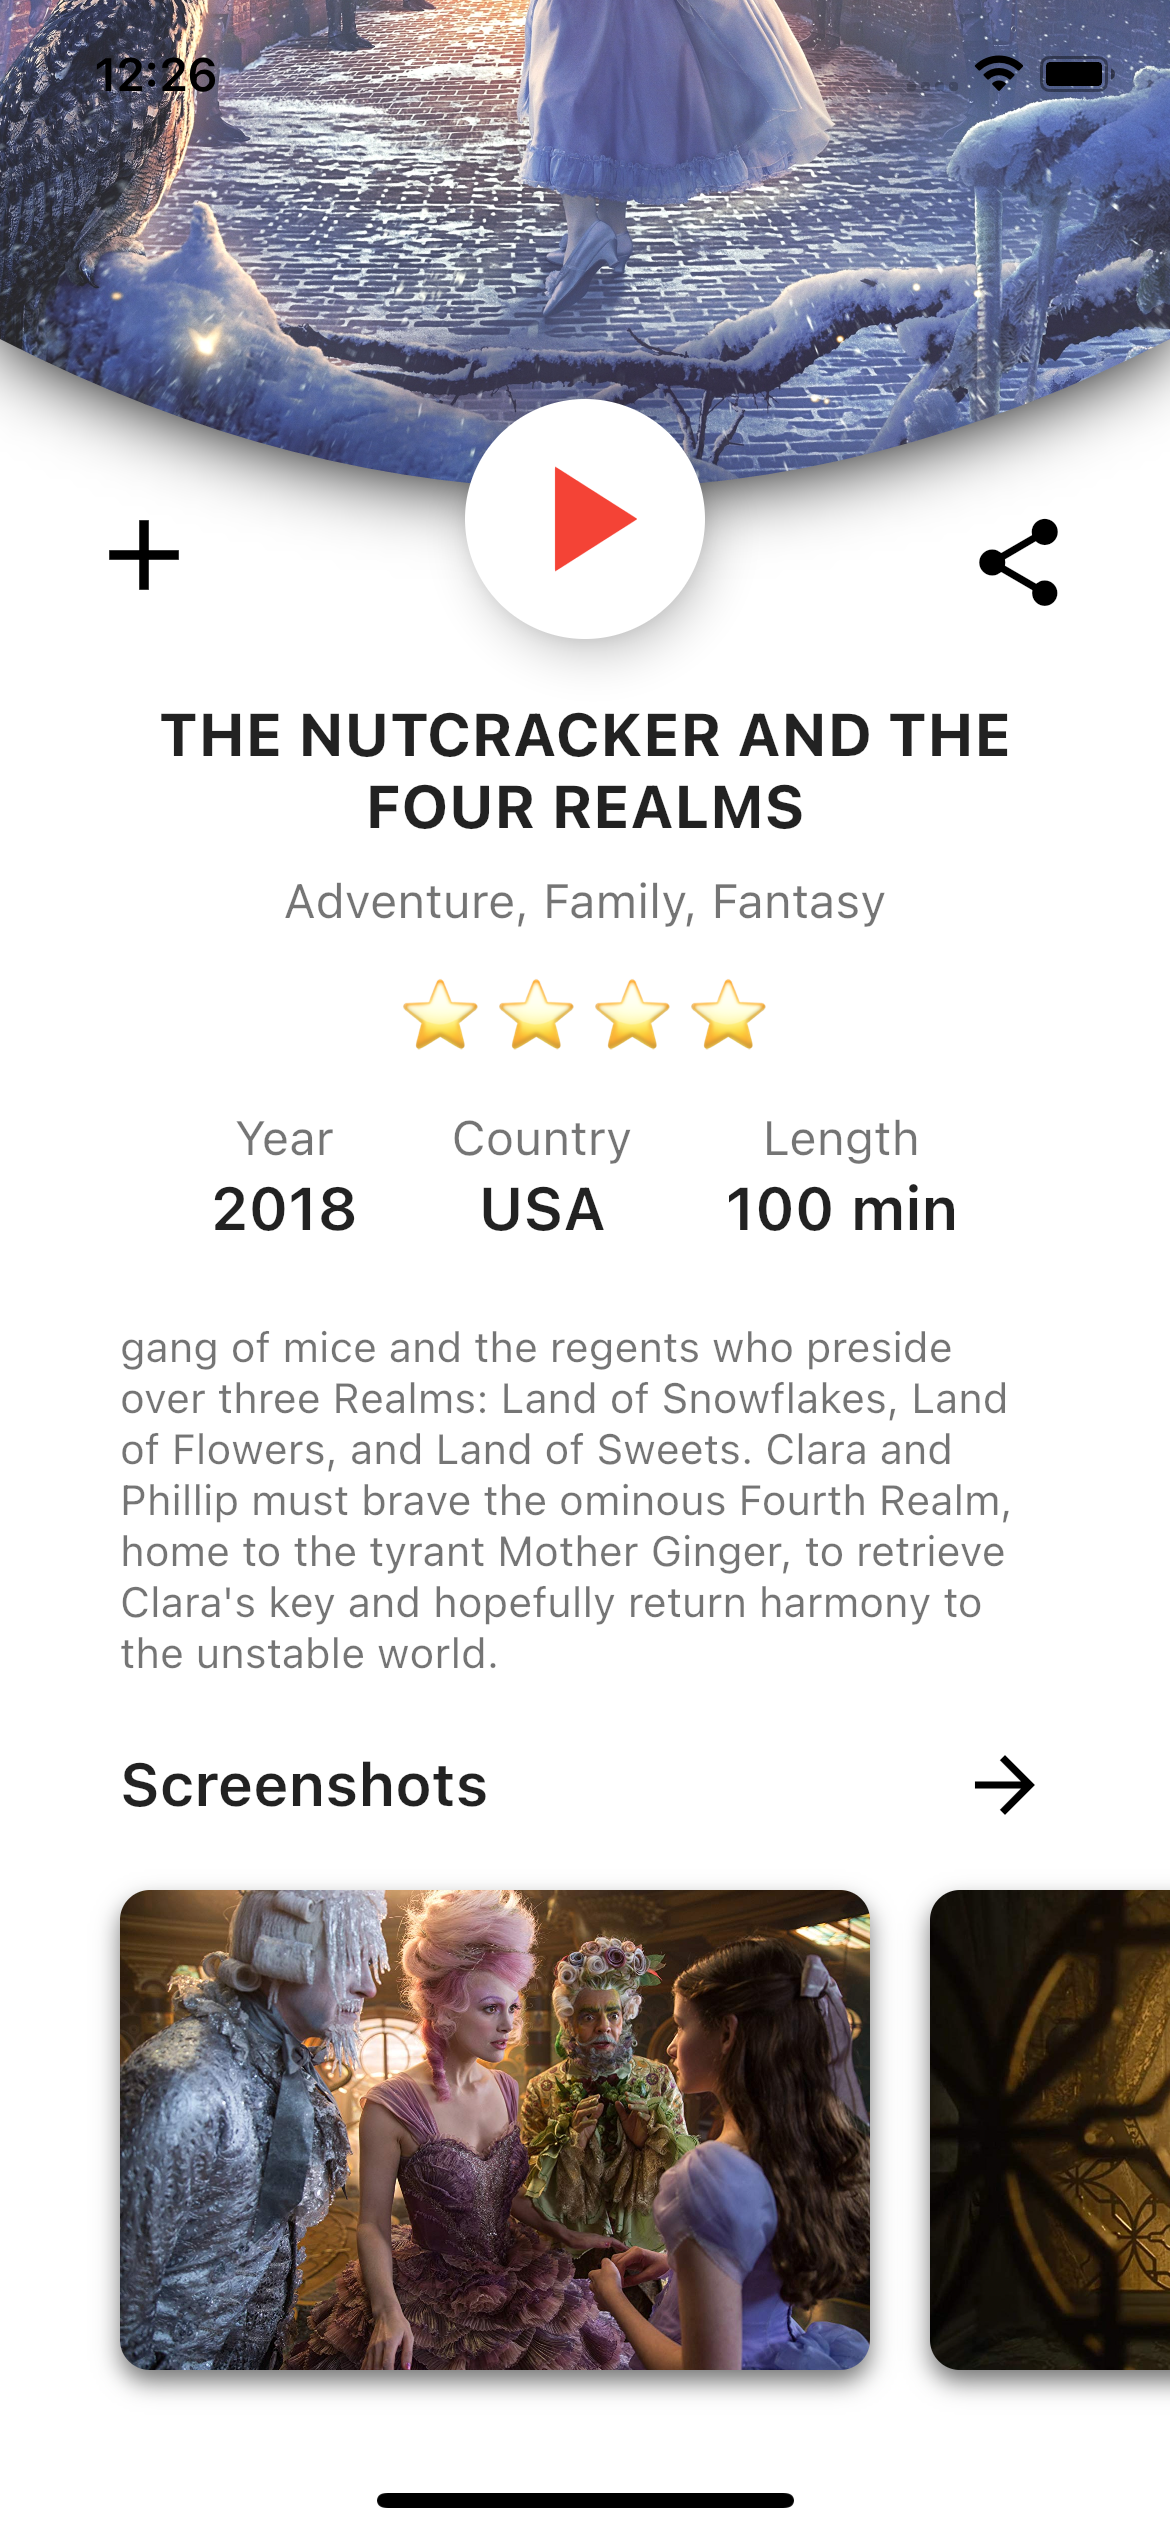 12:26
THE NUTCRACKER AND THE
FOUR REALMS
Adventure, Family, Fantasy
Year Country Length
2018 USA 100 min
gang of mice and the regents who preside
over three Realms: Land of Snowflakes, Land
of Flowers, and Land of Sweets. Clara and
Phillip must brave the ominous Fourth Realm,
home to the tyrant Mother Ginger, to retrieve
Clara's key and hopefully return harmony to
the unstable world.
Screenshots